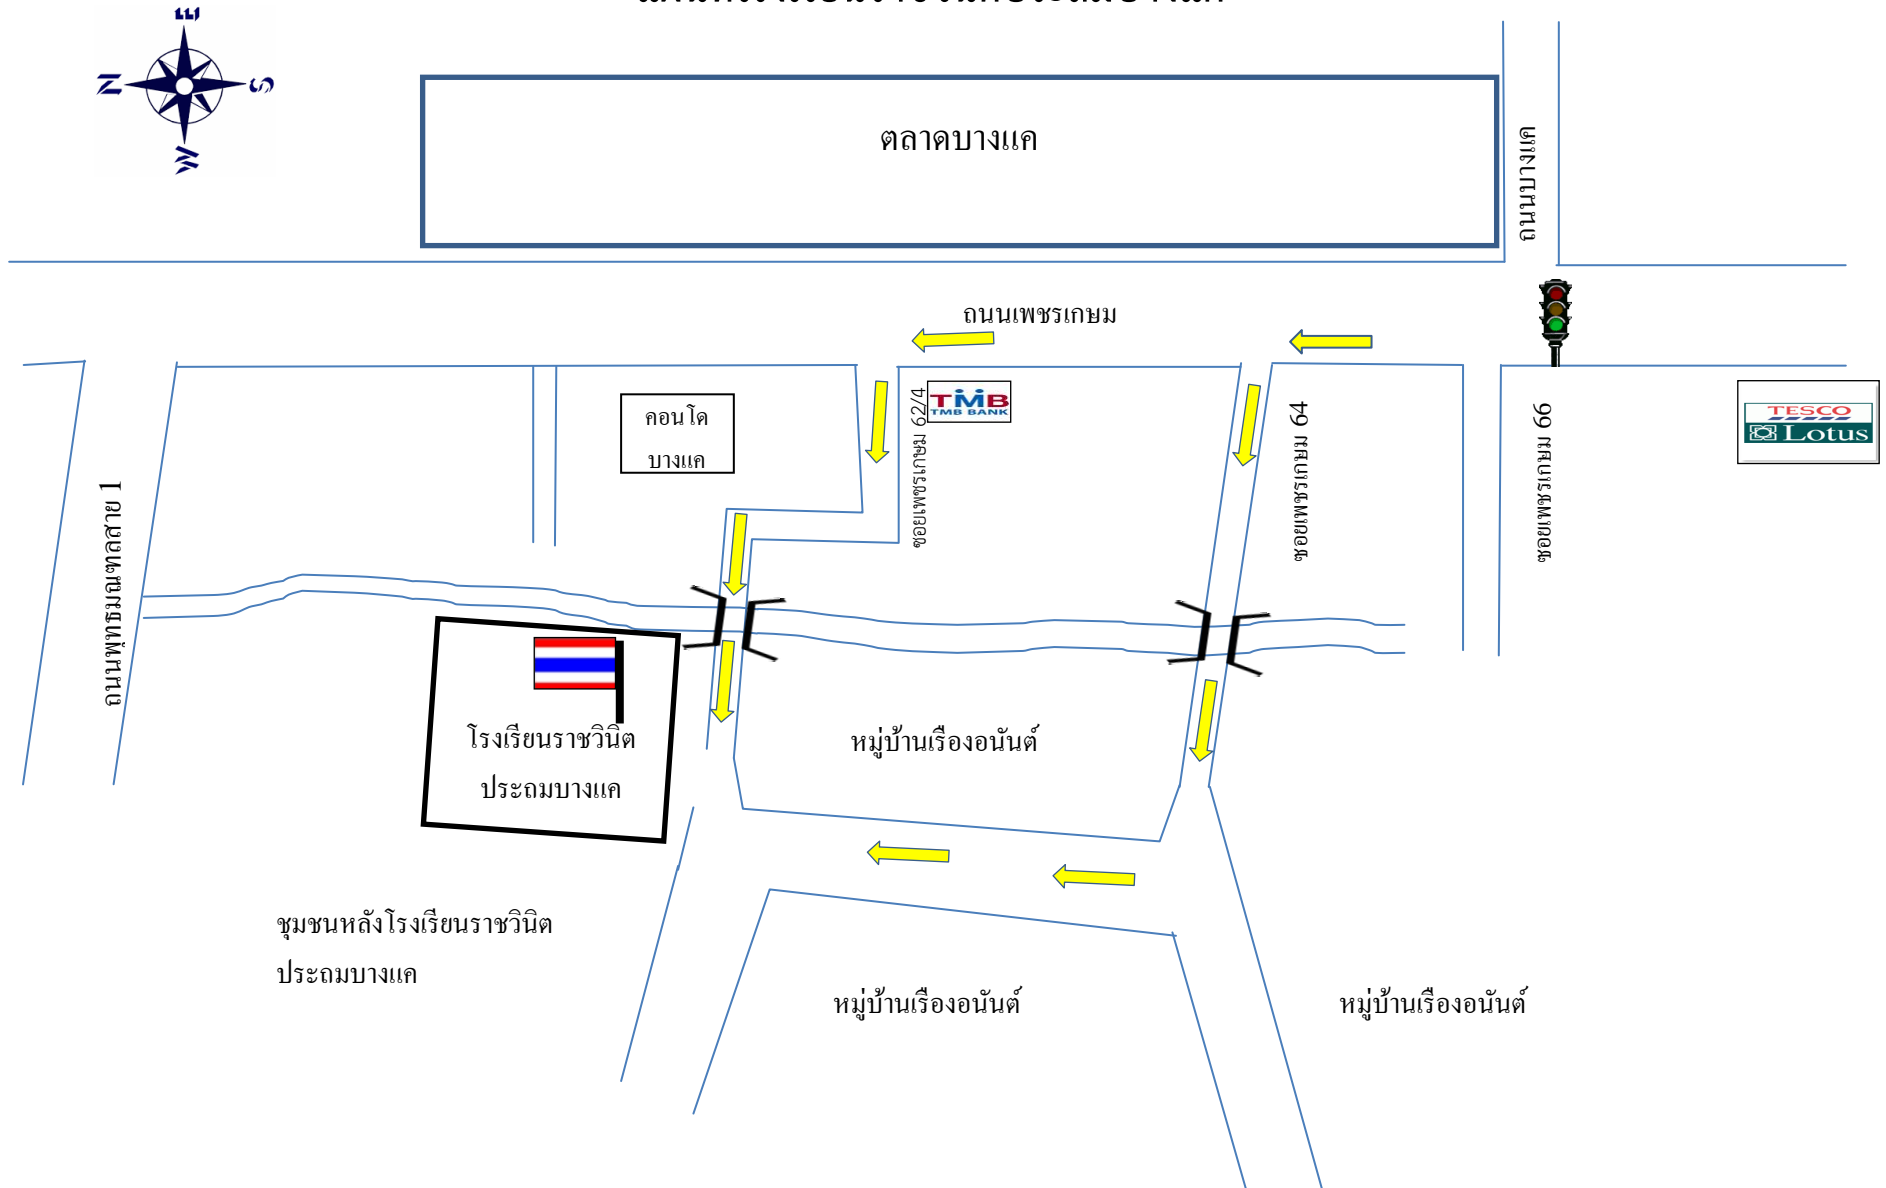 E
N
S
W
ตลาดบางแค
ถนนบางแค
ถนนเพชรเกษม
คอนโด
บางแค
ซอยเพชรเกษม 62/4
TMB
TMB BANK
ซอยเพชรเกษม 64
ซอยเพชรเกษม 66
TESCO
Lotus
ถนนพุทธมณฑลสาย 1
โรงเรียนราชวินิต
ประถมบางแค
หมู่บ้านเรืองอนันต์
ชุมชนหลังโรงเรียนราชวินิต
ประถมบางแค
หมู่บ้านเรืองอนันต์
หมู่บ้านเรืองอนันต์